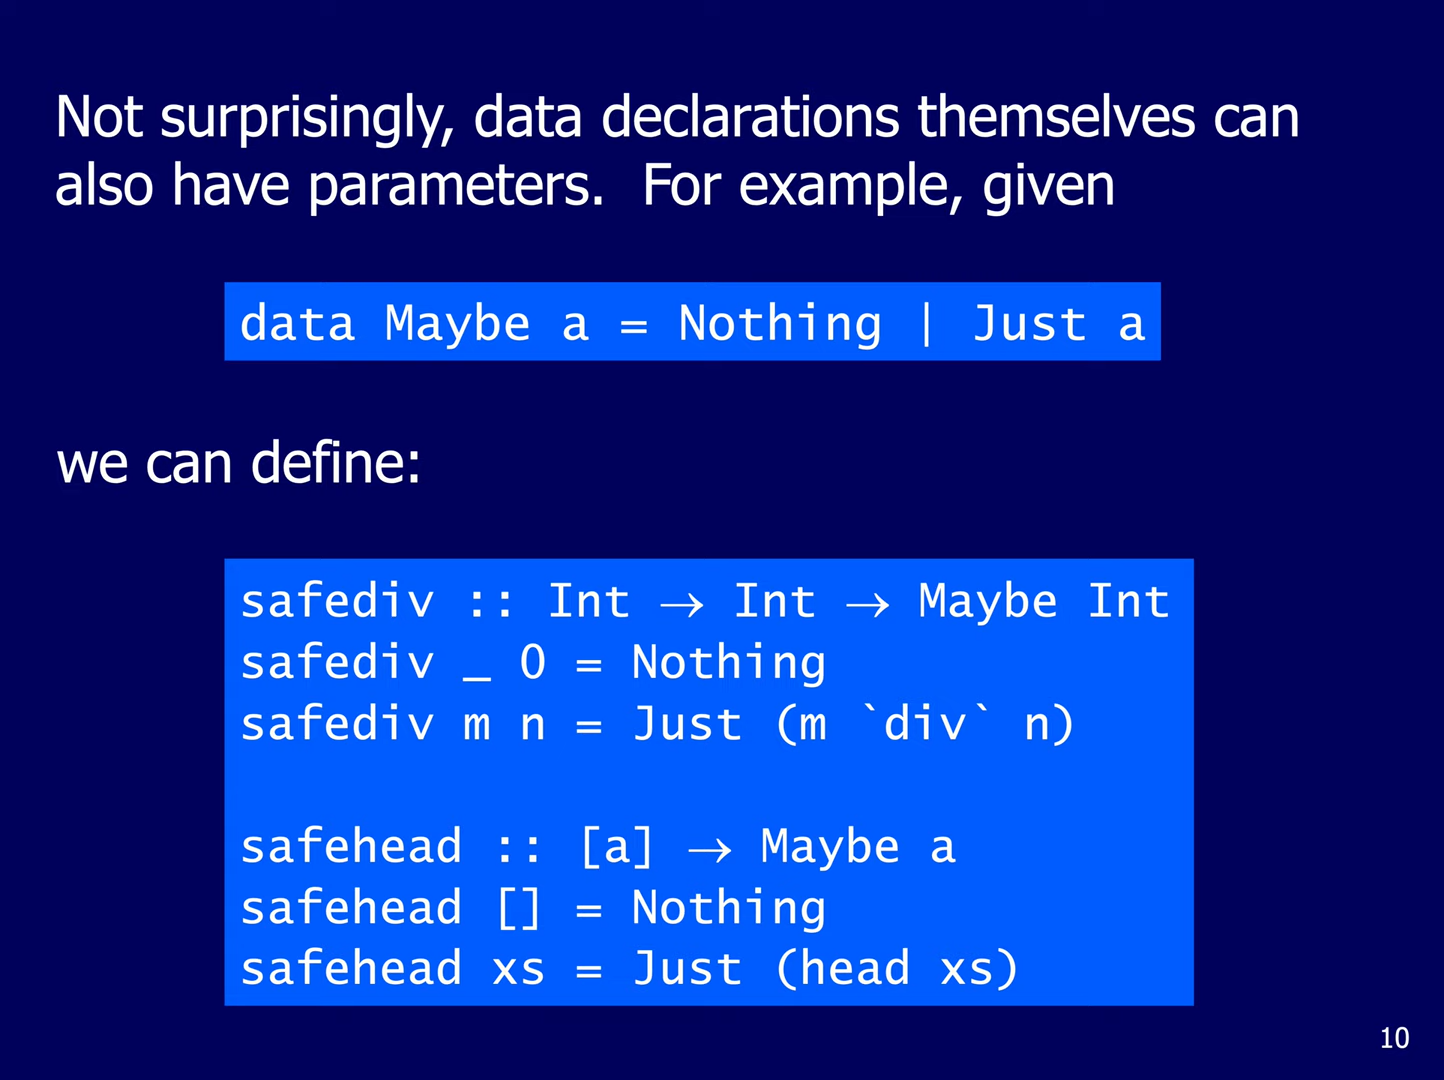 Not surprisingly, data declarations themselves can
also have parameters.  For example, given
data Maybe a = Nothing | Just a
we can define:
safediv :: Int → Int → Maybe Int
safediv _ 0 = Nothing
safediv m n = Just (m `div` n)
safehead :: [a] → Maybe a
safehead [] = Nothing
safehead xs = Just (head xs)
10